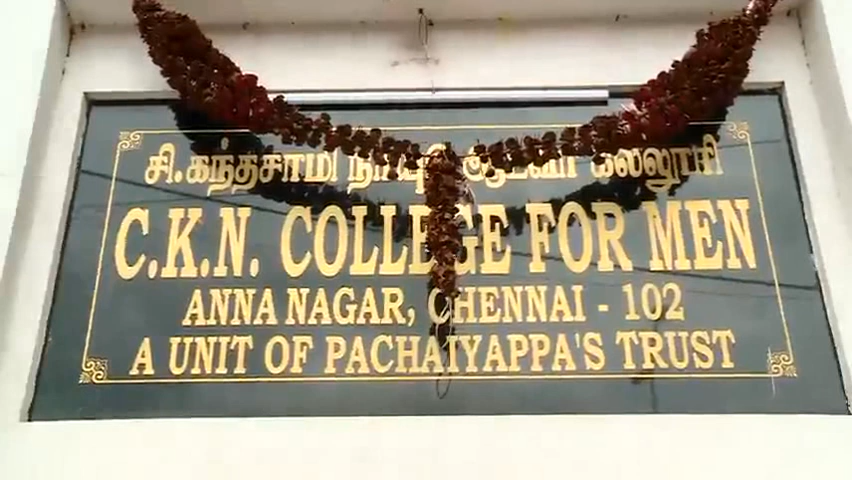 சி.கந்தசாமி நாயுடு ஆடவர் கல்லூரி
C.K.N. COLLEGE FOR MEN
ANNA NAGAR, CHENNAI - 102
A UNIT OF PACHAIYAPPA'S TRUST